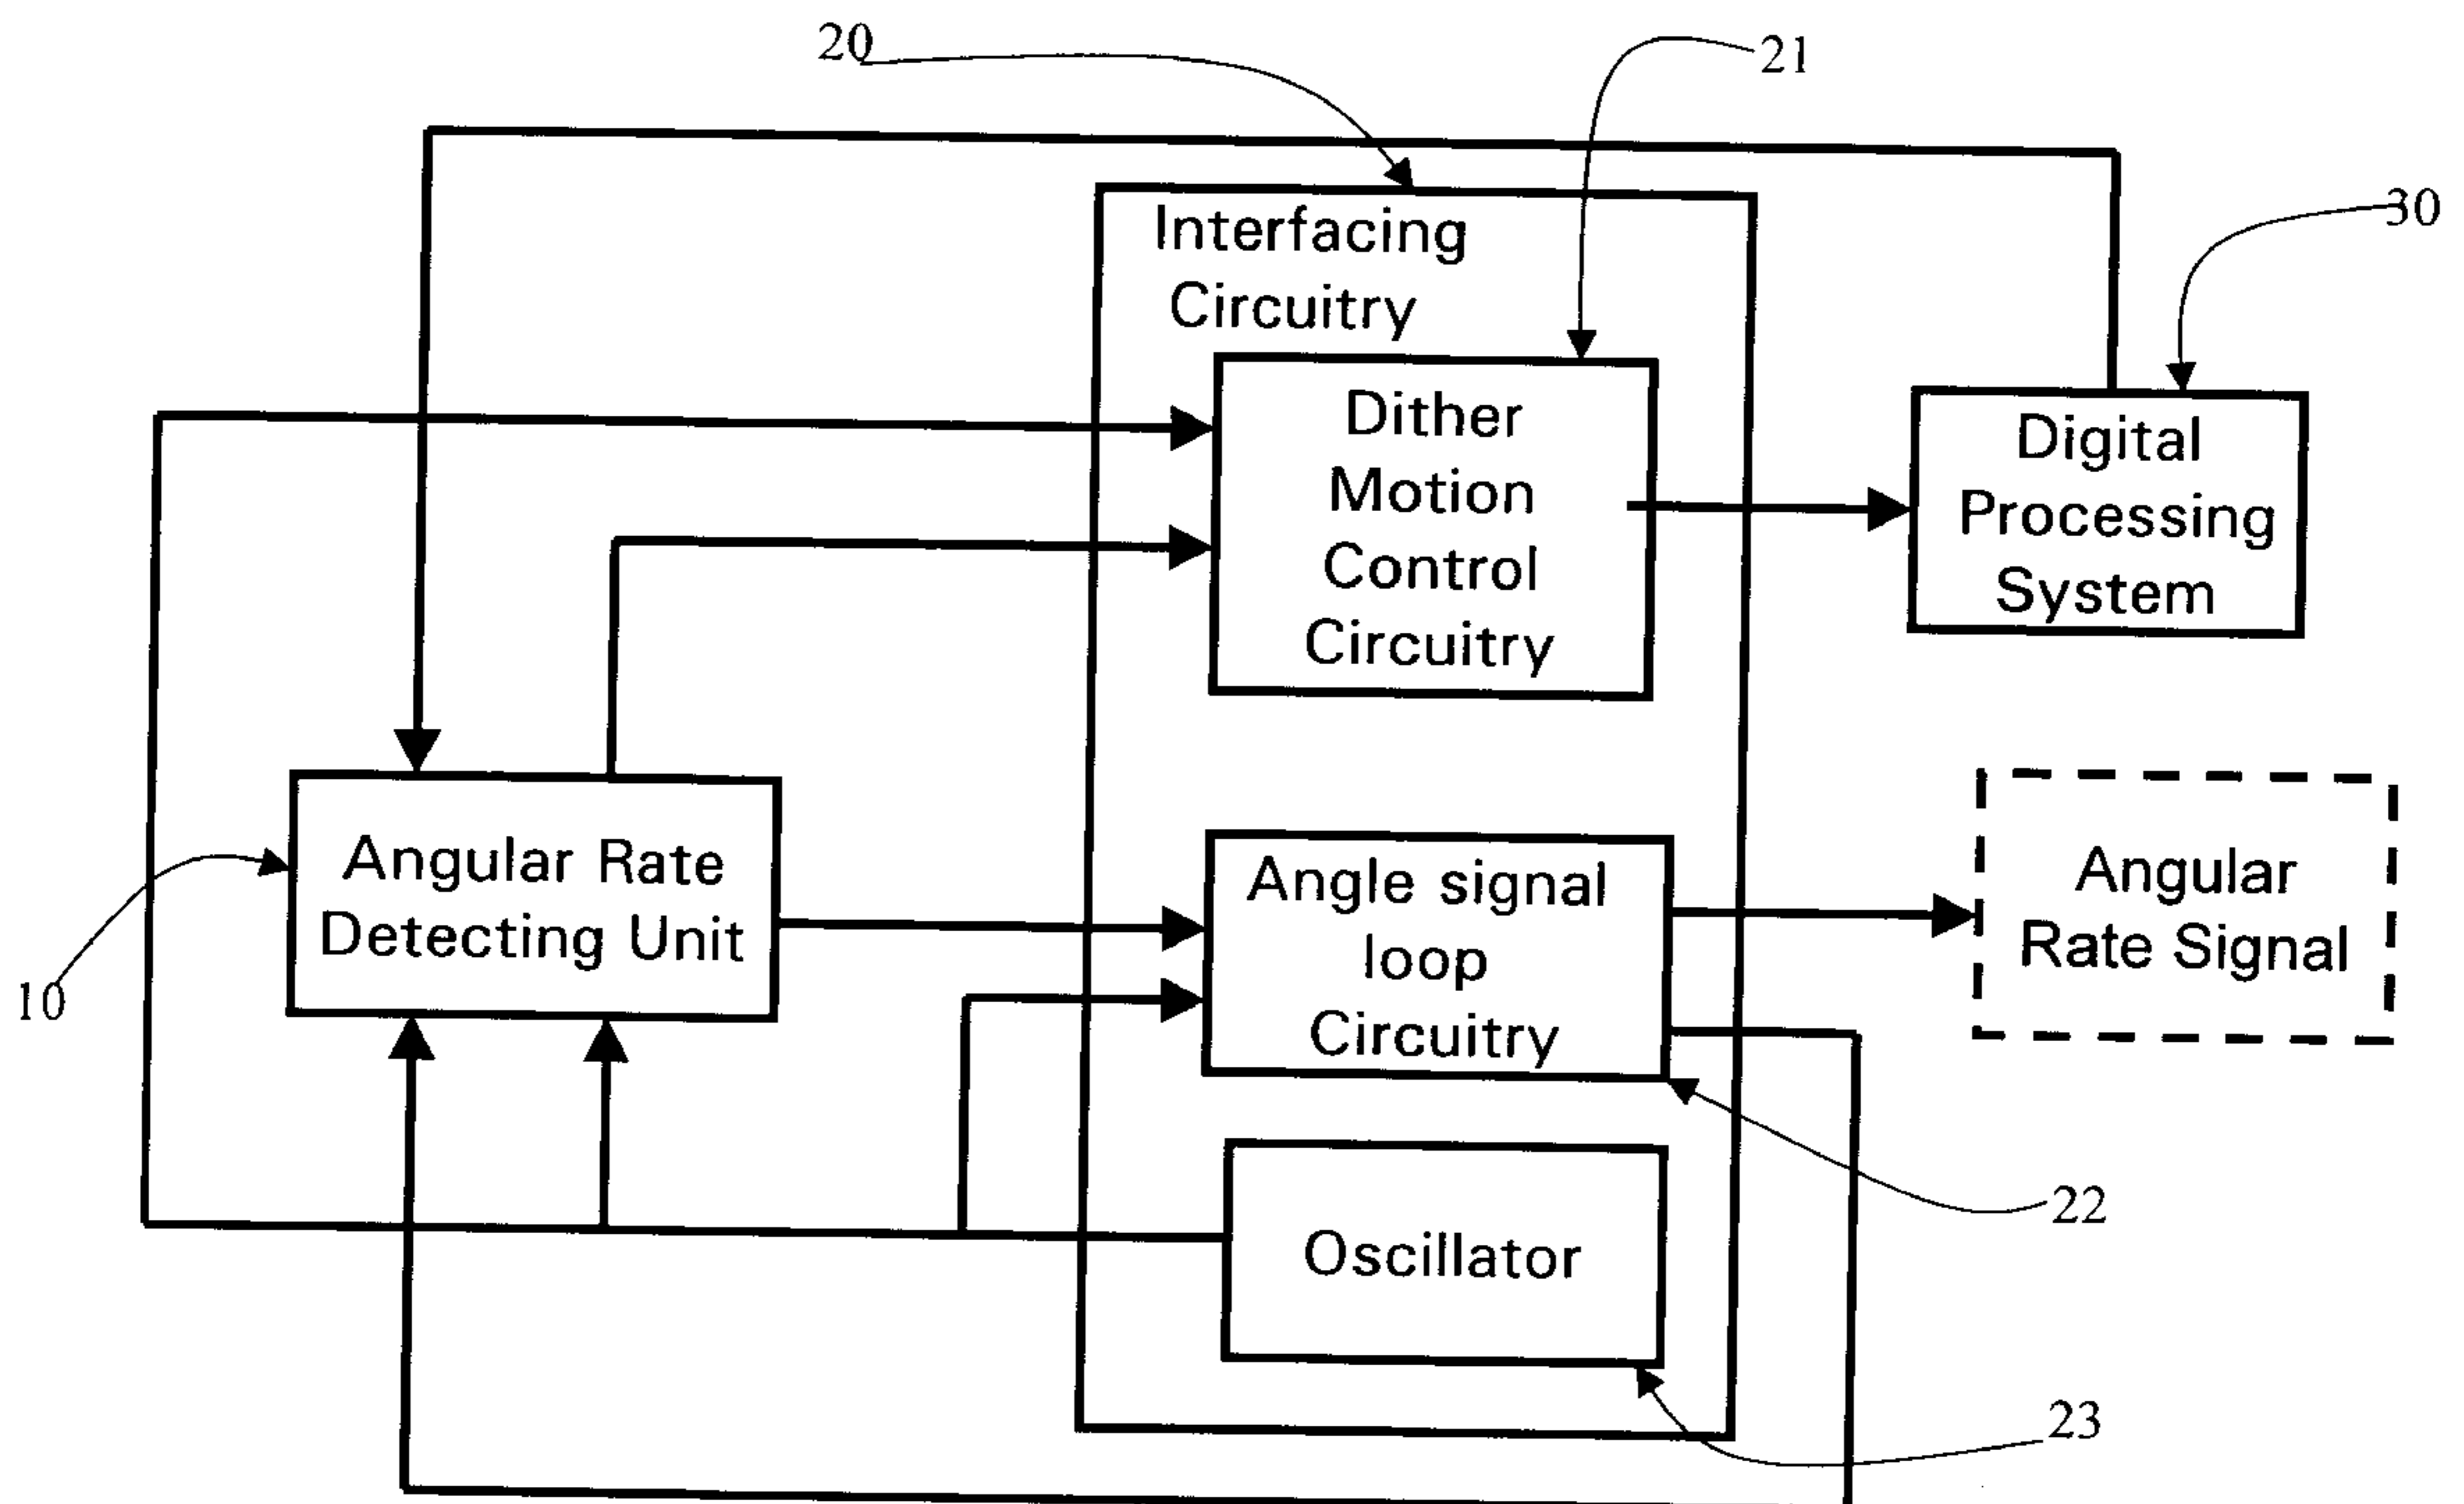 20
21
30
Interfacing
Circuitry
Dither
Motion
Control
Circuitry
Digital
Processing
System
Angular Rate
Detecting Unit
10
Angle signal
loop
Circuitry
Angular
Rate Signal
22
Oscillator
23